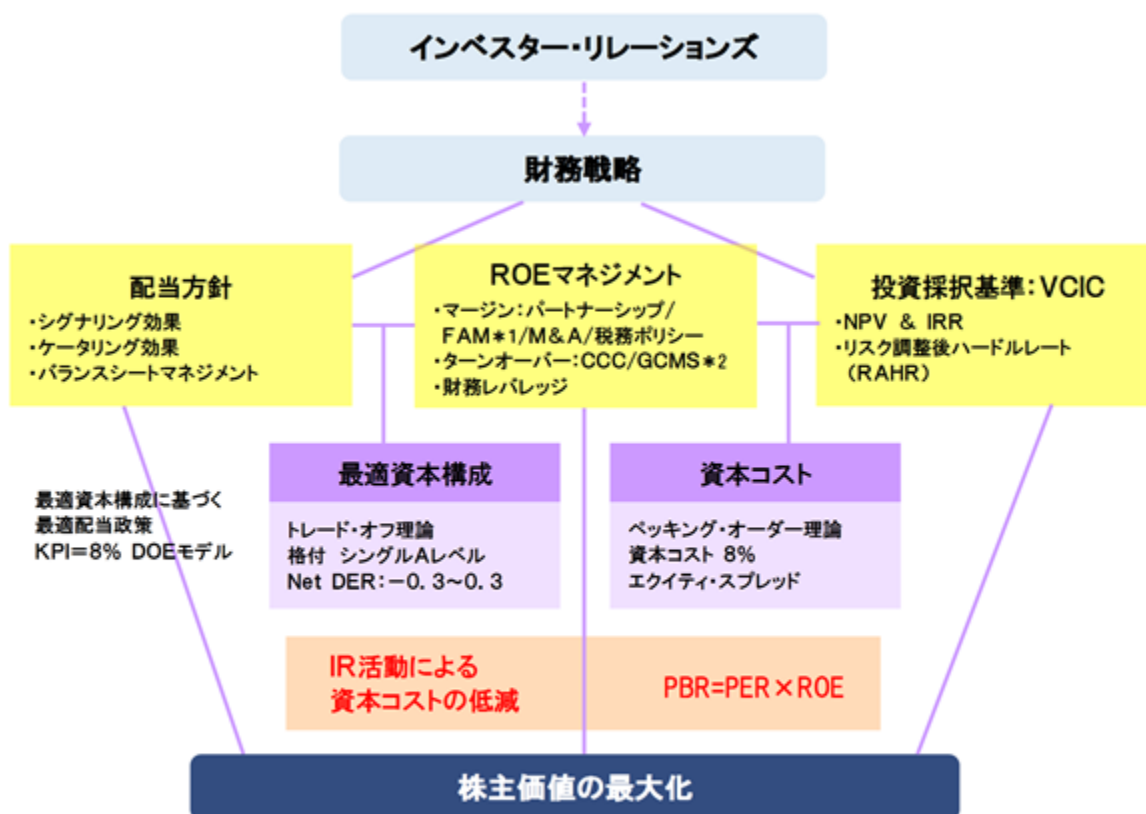 インベスター・リレーションズ
財務戦略
配当方針
・シグナリング効果
・ケータリング効果
・バランスシートマネジメント
ROEマネジメント
・マージン：パートナーシップ/
FAM*1/M&A/税務ポリシー
・ターンオーバー：CCC/GCMS*2
・財務レバレッジ
投資採択基準：VCIC
・NPV & IRR
・リスク調整後ハードルレート
（RAHR）
最適資本構成に基づく
最適配当政策
KPI＝8% DOEモデル
最適資本構成
トレード・オフ理論
格付 シングルAレベル
Net DER：－0.3～0.3
資本コスト
ペッキング・オーダー理論
資本コスト 8%
エクイティ・スプレッド
IR活動による
資本コストの低減
PBR=PER×ROE
株主価値の最大化